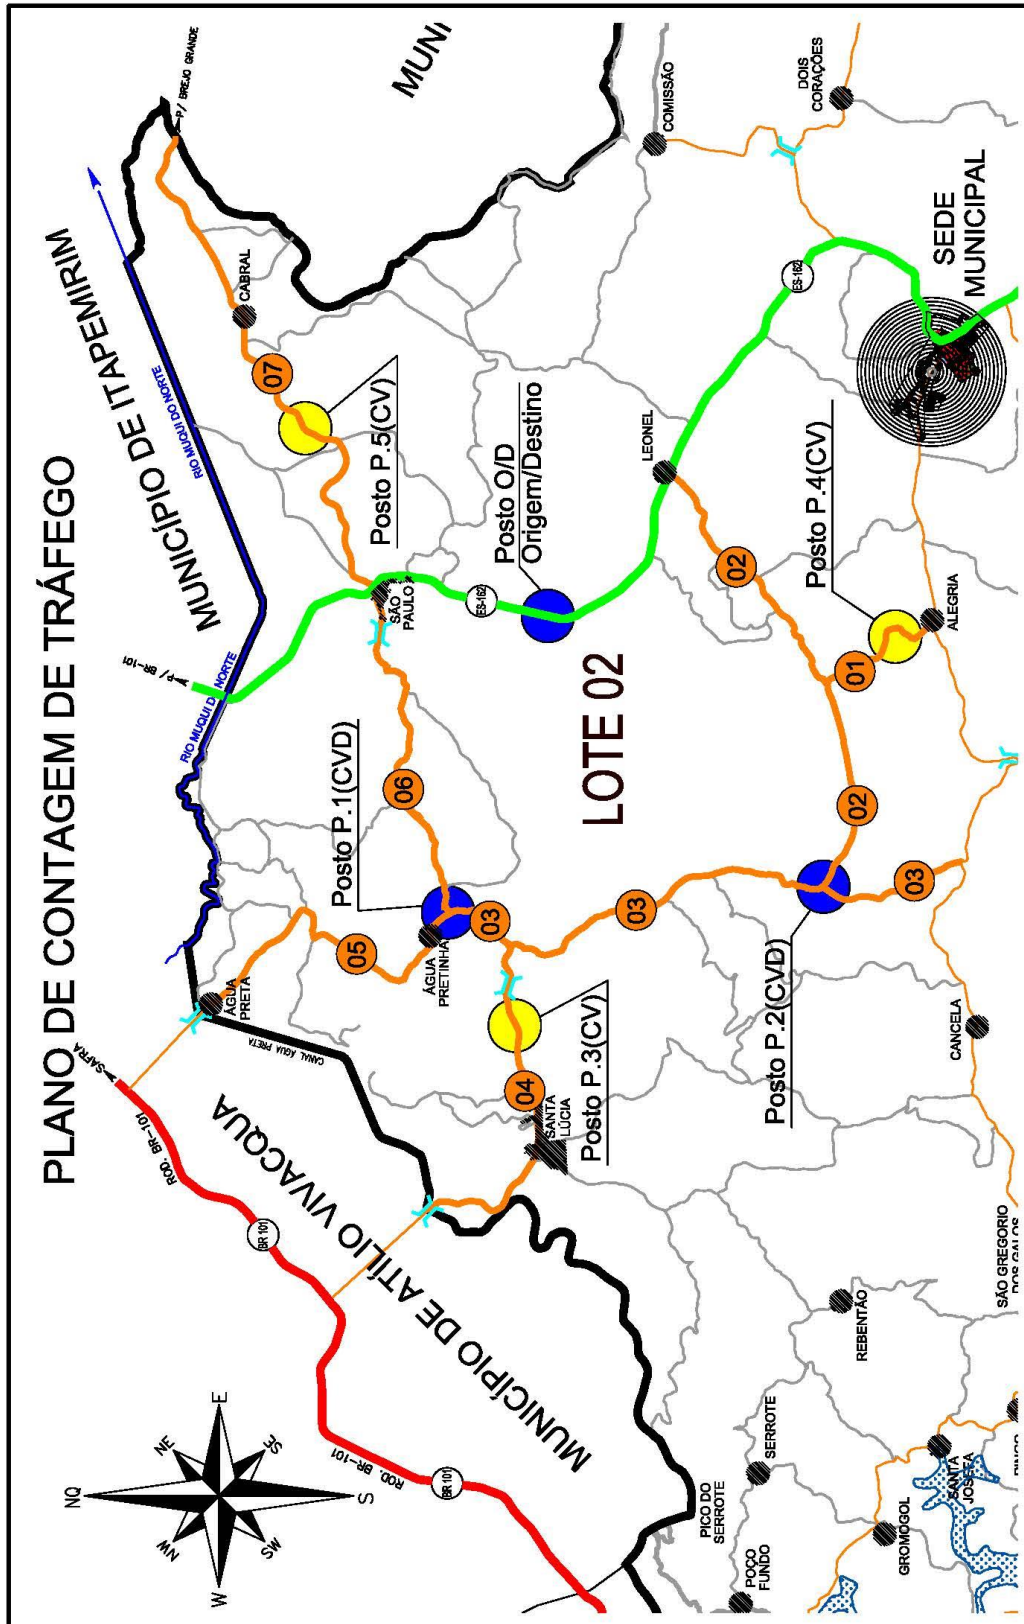 PLANO DE CONTAGEM DE TRÁFEGO
NQ
NE
E
SE
S
SW
W
NW
SAFRA
ROD. BR-101
BR 101
ROD. BR-101
BR 101
MUNICÍPIO DE ATÍLIO VIVACQUA
MUNICÍPIO DE ITAPEMIRIM
RIO MUQUI DO NORTE
RIO MUQUI D NORTE
P/ BR-101
P/ BREJO GRANDE
MUNI
CANAL AGUA PRETA
ÁGUA
PRETA
05
ÁGUA
PRETINHA
Posto P.1(CVD)
03
06
SÃO
PAULO
Posto P.5(CV)
07
CABRAL
ES-162
Posto O/D
Origem/Destino
LOTE 02
SANTA
LÚCIA
04
Posto P.3(CV)
03
LEONEL
02
COMISSÃO
DOIS
CORAÇÕES
ES-162
Posto P.2(CVD)
02
03
01
Posto P.4(CV)
ALEGRIA
SEDE
MUNICIPAL
PICO DO
SERROTE
POÇO
FUNDO
SERROTE
REBENTÃO
CANCELA
GROMOGOL
SANTA
JOSEFA
SÃO GREGORIO
DOS GALOS